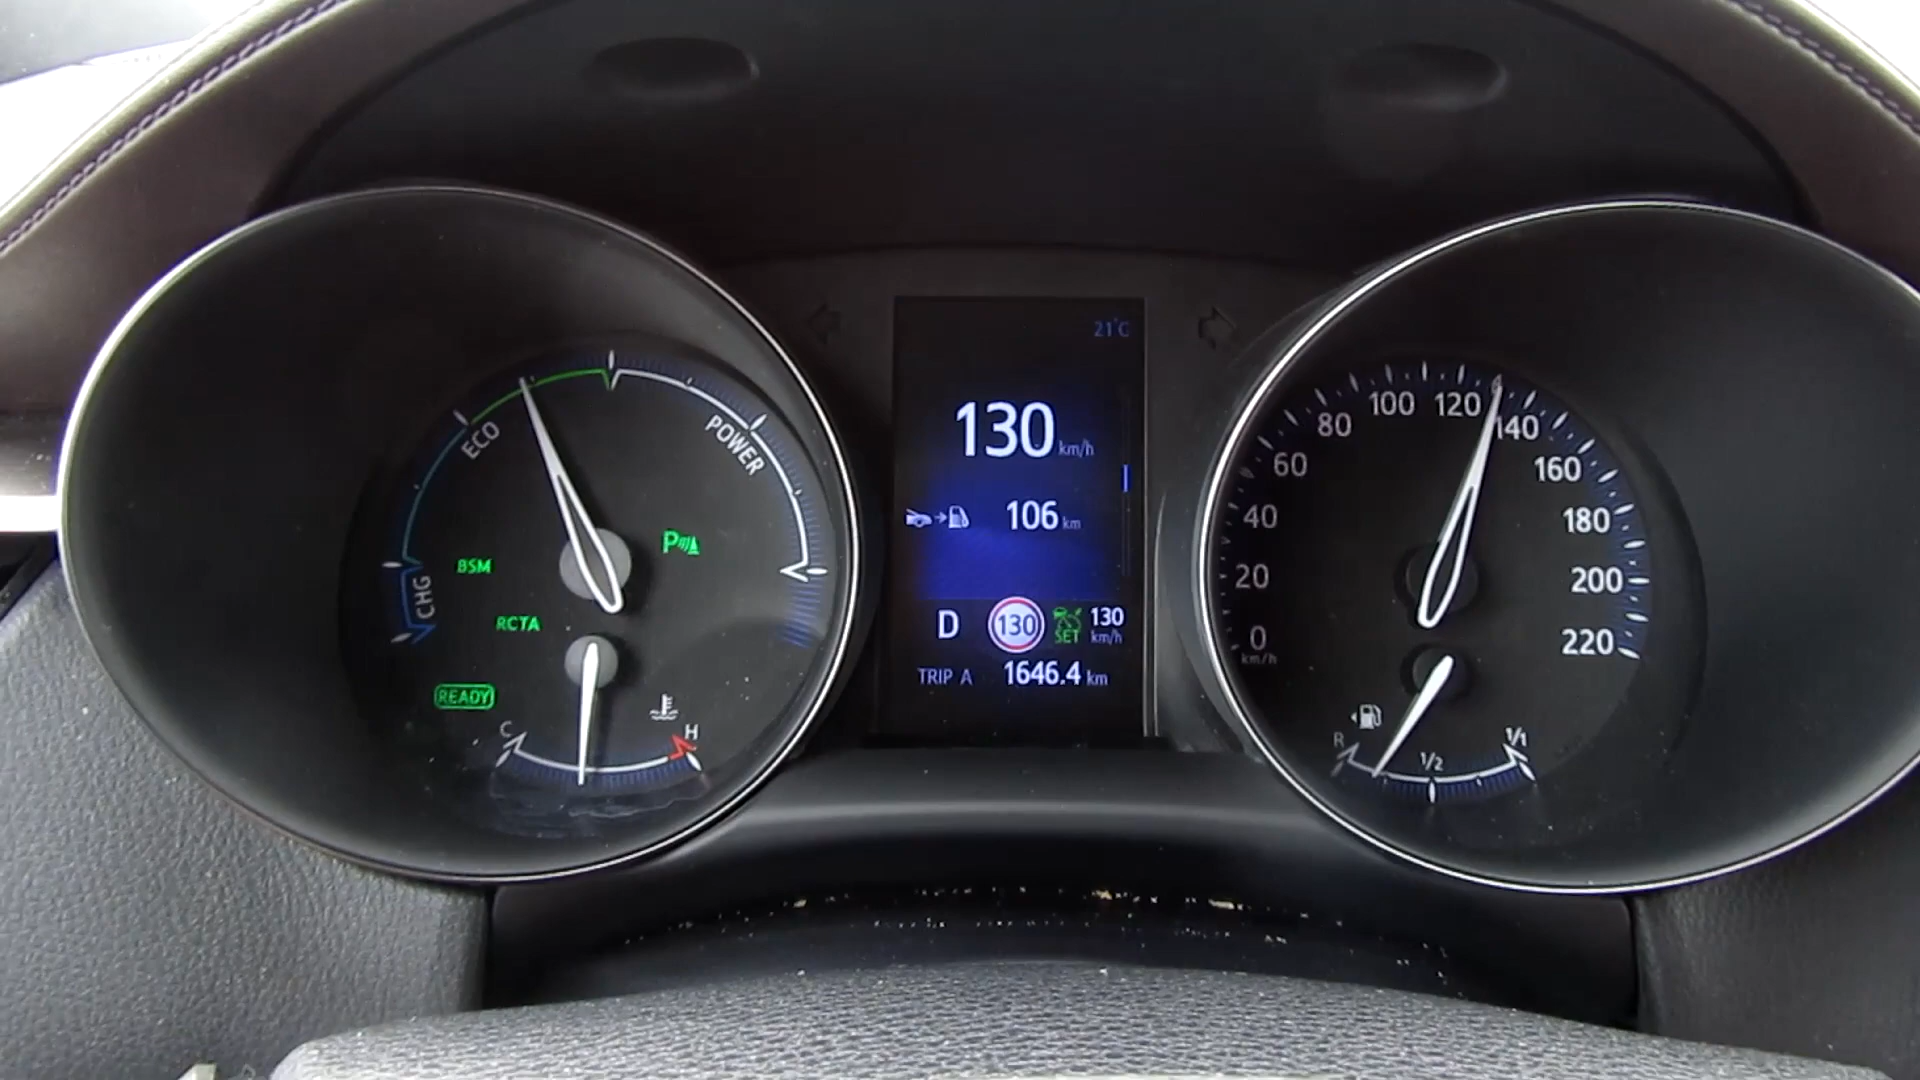 ECO
POWER
CHG
BSM
RCTA
READY
C
H
21°C
130 km/h
106 km
D 130 SET 130 km/h
TRIP A 1646.4 km
0
km/h
20
40
60
80
100
120
140
160
180
200
220
R
1/2
1/1
P